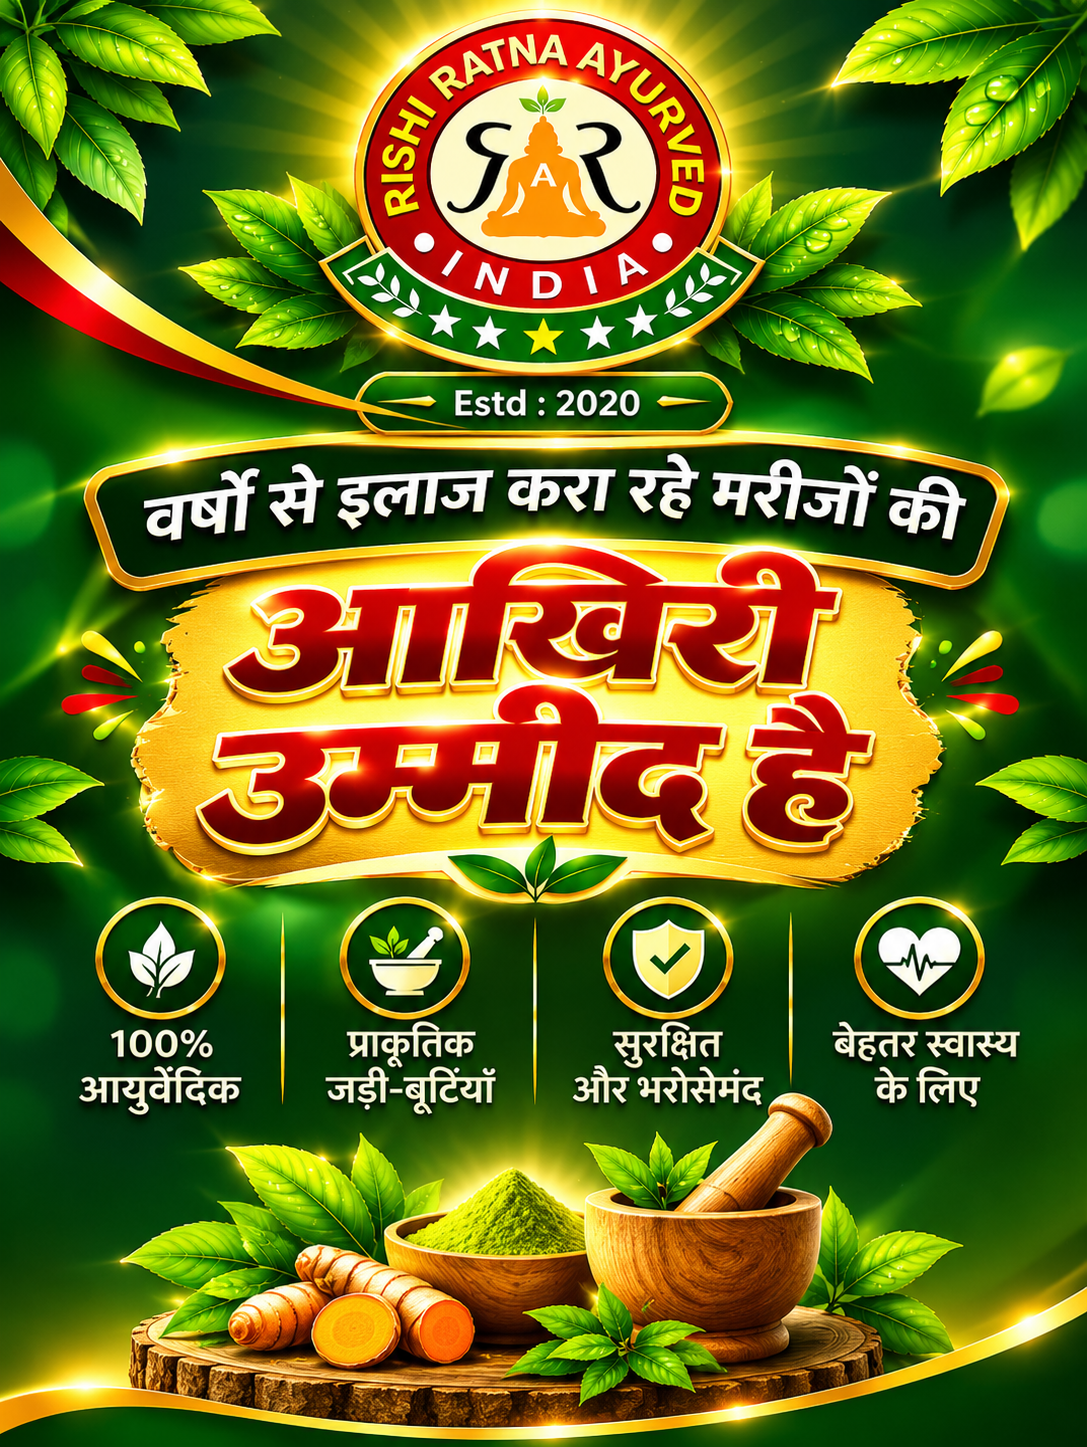 RISHI RATNA AYURVED
R A R
INDIA
Estd : 2020
वर्षो से इलाज करा रहे मरीजों की
आखिरी
उम्मीद है
100%
आयुवेंदिक
प्राकृतिक
जड़ी-बूटिंयॉ
सुरक्षित
और भरोसेमंद
बेहतर स्वास्य
के लिए